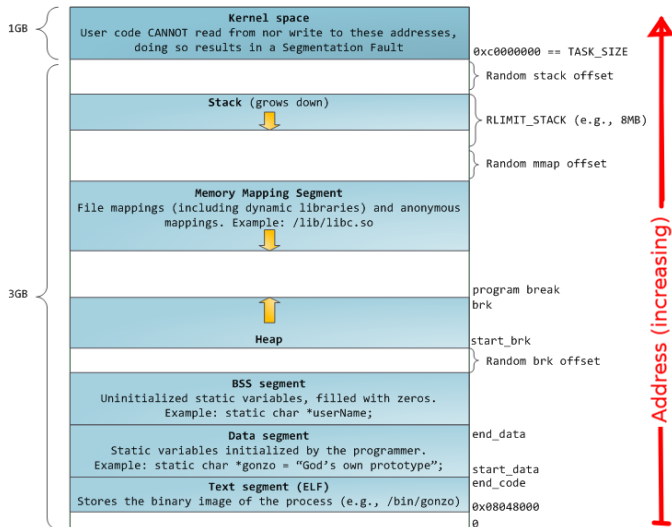 Kernel space
1GB
User code CANNOT read from nor write to these addresses,
doing so results in a Segmentation Fault
0xc0000000 == TASK_SIZE
Random stack offset
Stack (grows down)
RLIMIT_STACK (e.g., 8MB)
Random mmap offset
Memory Mapping Segment
File mappings (including dynamic libraries) and anonymous
mappings. Example: /lib/libc.so
3GB
program break
brk
Heap
start_brk
Random brk offset
BSS segment
Uninitialized static variables, filled with zeros.
Example: static char *userName;
Data segment
end_data
Static variables initialized by the programmer.
Example: static char *gonzo = “God’s own prototype”;
start_data
end_code
Text segment (ELF)
Stores the binary image of the process (e.g., /bin/gonzo)
0x08048000
0
Address (increasing)